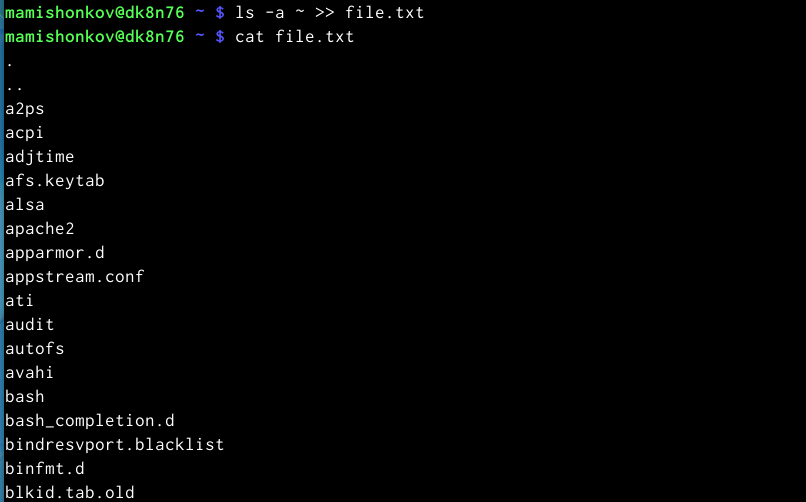 mamishonkov@dk8n76 ~ $ ls -a ~ >> file.txt
mamishonkov@dk8n76 ~ $ cat file.txt
.
..
a2ps
acpi
adjtime
afs.keytab
alsa
apache2
apparmor.d
appstream.conf
ati
audit
autofs
avahi
bash
bash_completion.d
bindresvport.blacklist
binfmt.d
blkid.tab.old